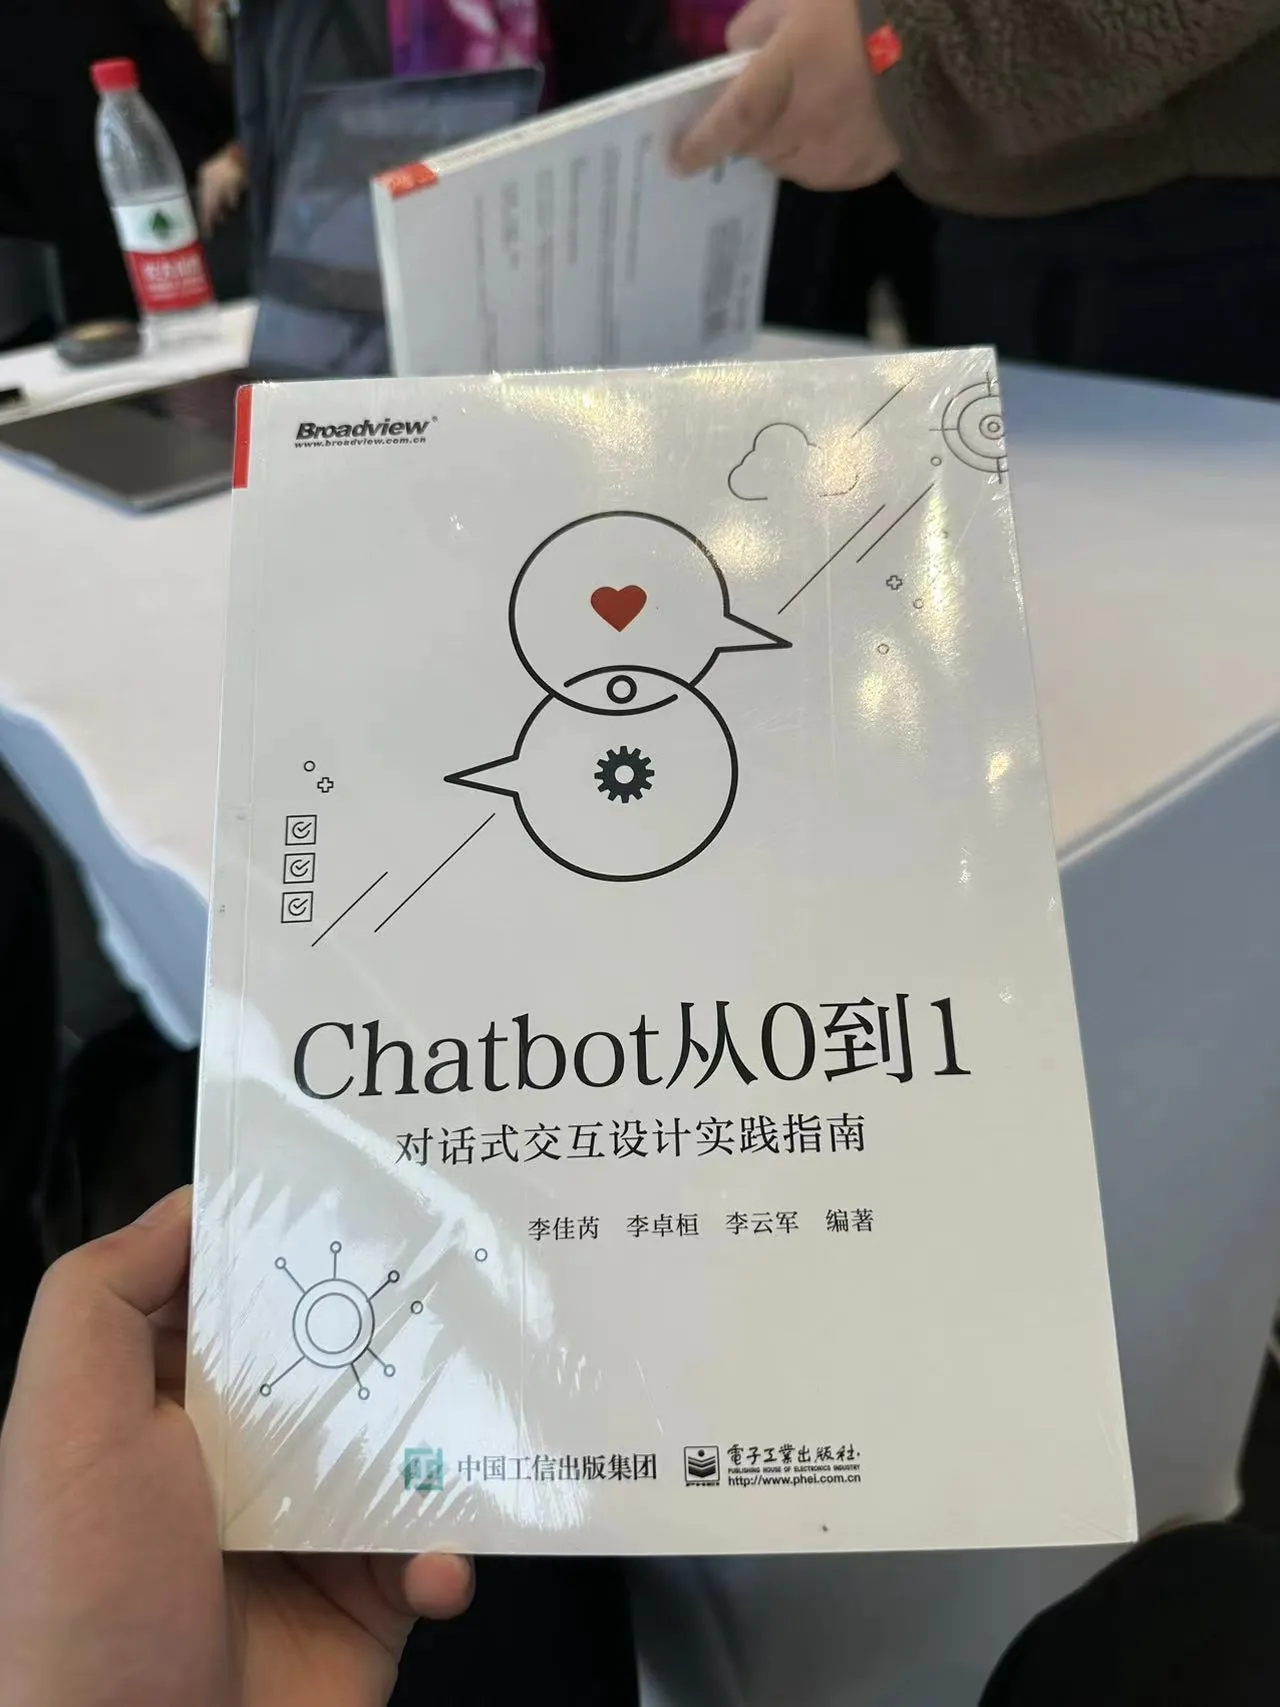 Broadview®
www.broadview.com.cn
Chatbot从0到1
对话式交互设计实践指南
李佳芮 李卓桓 李云军 编著
中国工信出版集团
電子工業出版社·
PUBLISHING HOUSE OF ELECTRONICS INDUSTRY
http://www.phei.com.cn